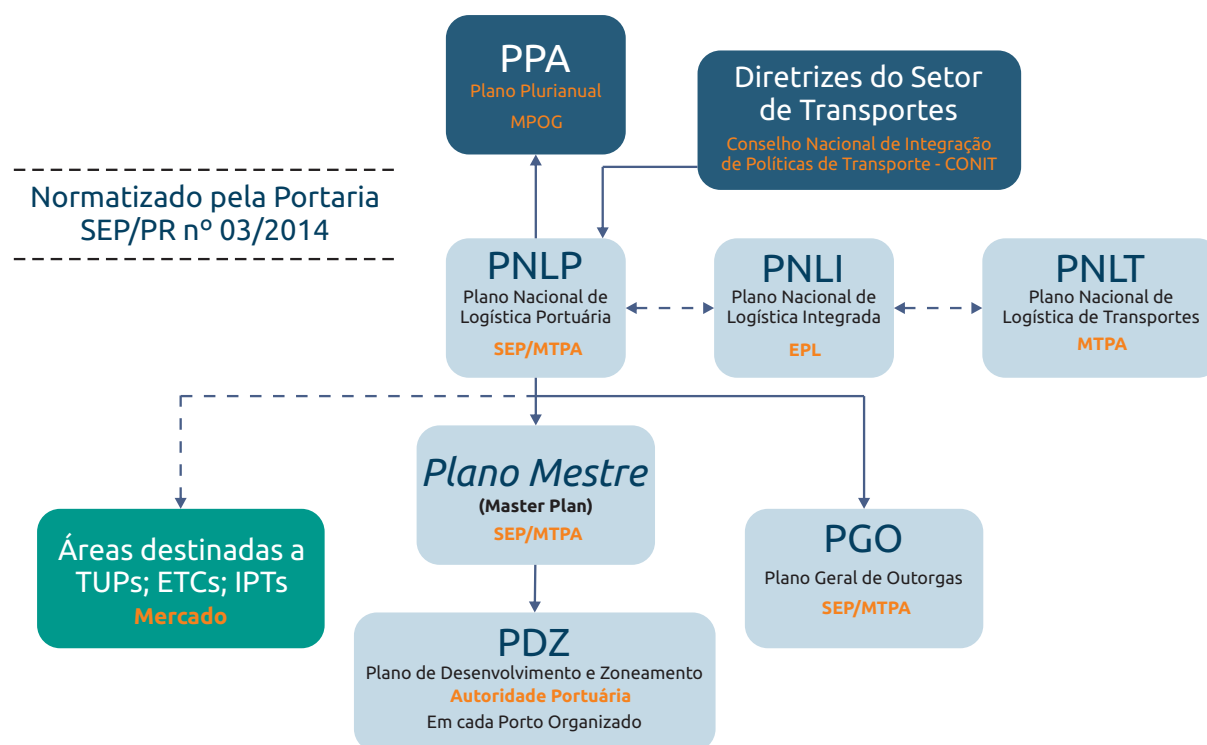 PPA
Plano Plurianual
MPOG
Diretrizes do Setor
de Transportes
Conselho Nacional de Integração
de Políticas de Transporte - CONIT
Normatizado pela Portaria
SEP/PR nº 03/2014
PNLP
Plano Nacional de
Logística Portuária
SEP/MTPA
PNLI
Plano Nacional de
Logística Integrada
EPL
PNLT
Plano Nacional de
Logística de Transportes
MTPA
Plano Mestre
(Master Plan)
SEP/MTPA
Áreas destinadas a
TUPs; ETCs; IPTs
Mercado
PGO
Plano Geral de Outorgas
SEP/MTPA
PDZ
Plano de Desenvolvimento e Zoneamento
Autoridade Portuária
Em cada Porto Organizado